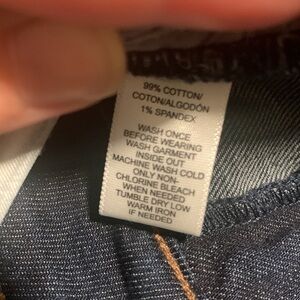 99% COTTON/
COTON/ALGODÓN
1% SPANDEX
WASH ONCE
BEFORE WEARING
WASH GARMENT
INSIDE OUT
MACHINE WASH COLD
ONLY NON-
CHLORINE BLEACH
WHEN NEEDED
TUMBLE DRY LOW
WARM IRON
IF NEEDED